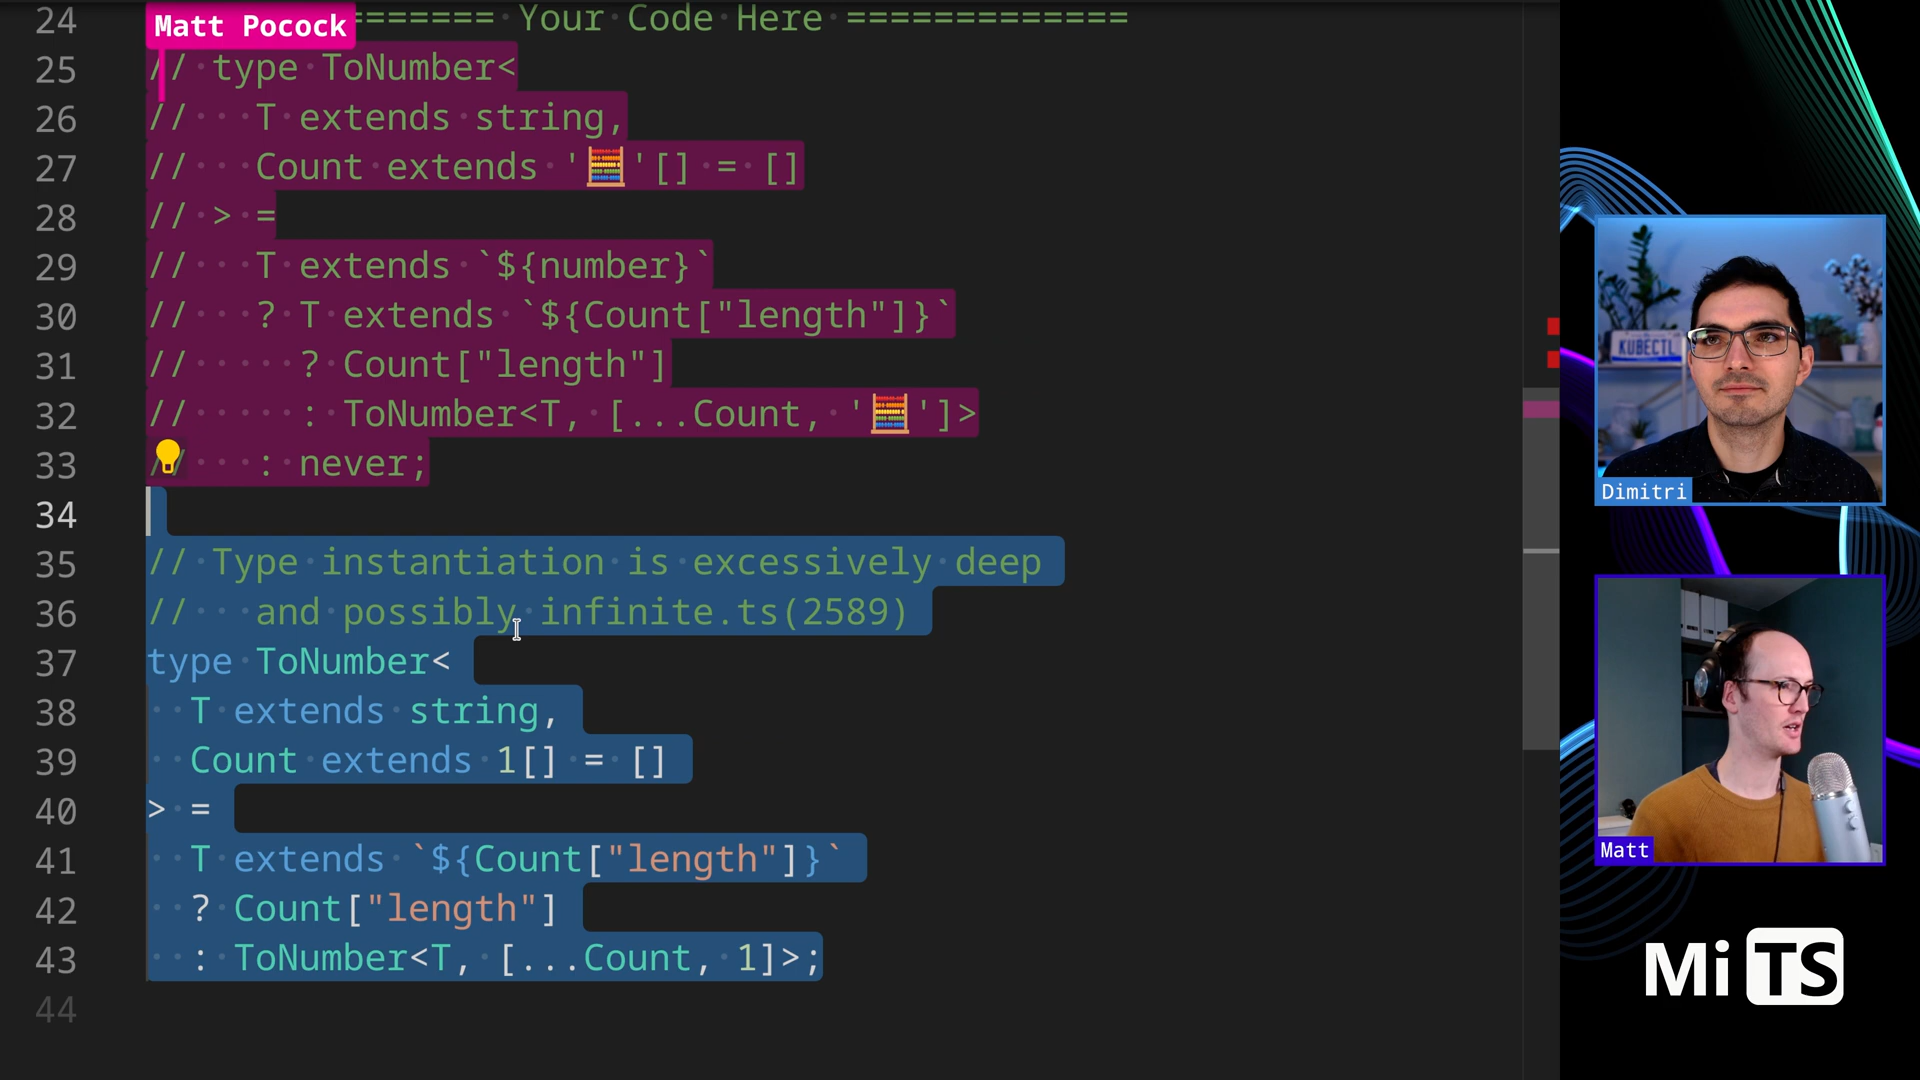 24 ======= Your Code Here =============
Matt Pocock
25 // type ToNumber<
26 //   T extends string,
27 //   Count extends '🧮'[] = []
28 // > =
29 //   T extends `${number}`
30 //   ? T extends `${Count["length"]}`
31 //     ? Count["length"]
32 //     : ToNumber<T, [...Count, '🧮']>
33 //   : never;
34
35 // Type instantiation is excessively deep
36 //   and possibly infinite.ts(2589)
37 type ToNumber<
38   T extends string,
39   Count extends 1[] = []
40 > =
41   T extends `${Count["length"]}`
42   ? Count["length"]
43   : ToNumber<T, [...Count, 1]>;
44
KUBECTL
Dimitri
Matt
MiTS